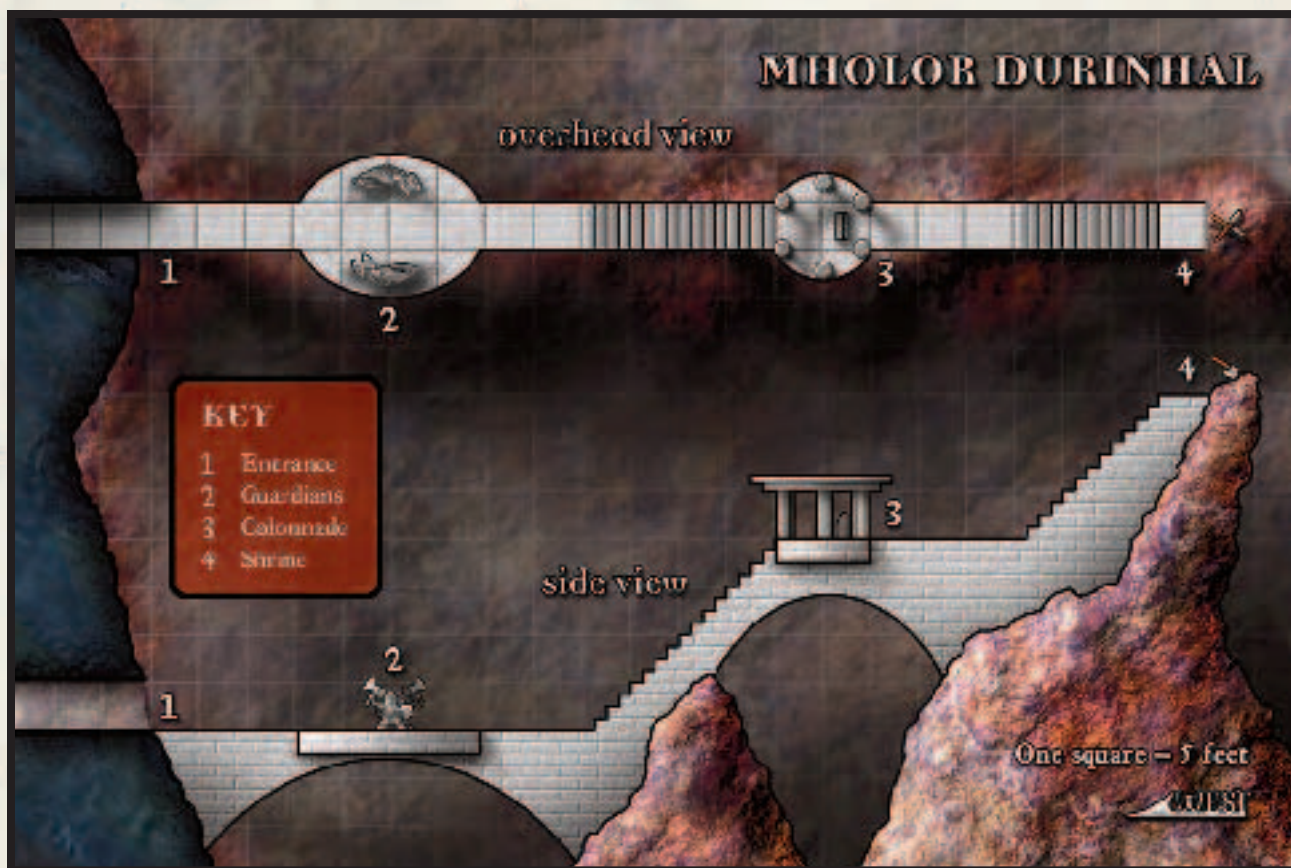 MHOLOR DURINHAL
overhead view
1
2
3
4
4
KEY
1 Entrance
2 Guardians
3 Colonnade
4 Shrine
3
side view
2
1
One square = 5 feet
WEST